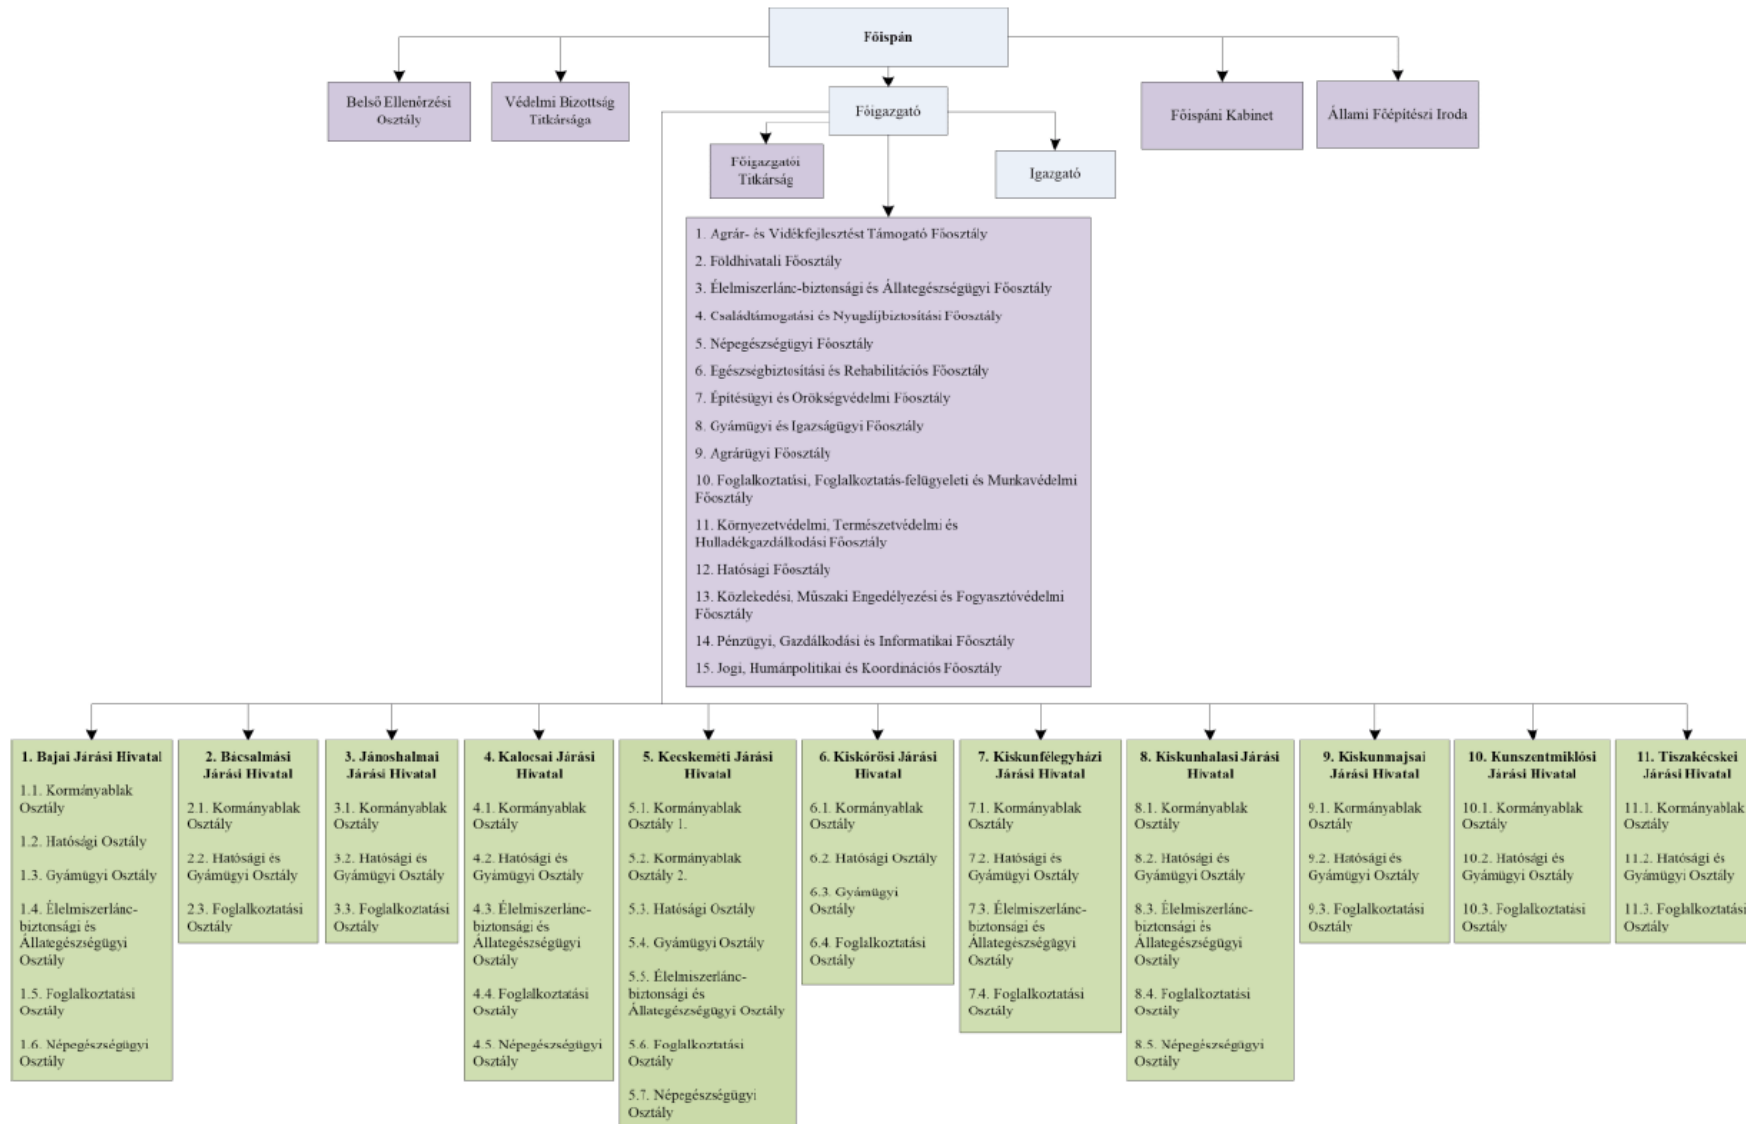 Főispán
Belső Ellenőrzési
Osztály
Védelmi Bizottság
Titkársága
Főigazgató
Főispáni Kabinet
Állami Főépítészi Iroda
Főigazgatói
Titkárság
Igazgató
1. Agrár- és Vidékfejlesztést Támogató Főosztály
2. Földhivatali Főosztály
3. Élelmiszerlánc-biztonsági és Állategészségügyi Főosztály
4. Családtámogatási és Nyugdíjbiztosítási Főosztály
5. Népegészségügyi Főosztály
6. Egészségbiztosítási és Rehabilitációs Főosztály
7. Építésügyi és Örökségvédelmi Főosztály
8. Gyámügyi és Igazságügyi Főosztály
9. Agrárügyi Főosztály
10. Foglalkoztatási, Foglalkoztatás-felügyeleti és Munkavédelmi
Főosztály
11. Környezetvédelmi, Természetvédelmi és
Hulladékgazdálkodási Főosztály
12. Hatósági Főosztály
13. Közlekedési, Műszaki Engedélyezési és Fogyasztóvédelmi
Főosztály
14. Pénzügyi, Gazdálkodási és Informatikai Főosztály
15. Jogi, Humánpolitikai és Koordinációs Főosztály
1. Bajai Járási Hivatal
1.1. Kormányablak
Osztály
1.2. Hatósági Osztály
1.3. Gyámügyi Osztály
1.4. Élelmiszerlánc-
biztonsági és
Állategészségügyi
Osztály
1.5. Foglalkoztatási
Osztály
1.6. Népegészségügyi
Osztály
2. Bácsalmási
Járási Hivatal
2.1. Kormányablak
Osztály
2.2. Hatósági és
Gyámügyi Osztály
2.3. Foglalkoztatási
Osztály
3. Jánoshalmai
Járási Hivatal
3.1. Kormányablak
Osztály
3.2. Hatósági és
Gyámügyi Osztály
3.3. Foglalkoztatási
Osztály
4. Kalocsai Járási
Hivatal
4.1. Kormányablak
Osztály
4.2. Hatósági és
Gyámügyi Osztály
4.3. Élelmiszerlánc-
biztonsági és
Állategészségügyi
Osztály
4.4. Foglalkoztatási
Osztály
4.5. Népegészségügyi
Osztály
5. Kecskeméti Járási
Hivatal
5.1. Kormányablak
Osztály 1.
5.2. Kormányablak
Osztály 2.
5.3. Hatósági Osztály
5.4. Gyámügyi Osztály
5.5. Élelmiszerlánc-
biztonsági és
Állategészségügyi Osztály
5.6. Foglalkoztatási
Osztály
5.7. Népegészségügyi
Osztály
6. Kiskőrösi Járási
Hivatal
6.1. Kormányablak
Osztály
6.2. Hatósági Osztály
6.3. Gyámügyi
Osztály
6.4. Foglalkoztatási
Osztály
7. Kiskunfélegyházi
Járási Hivatal
7.1. Kormányablak
Osztály
7.2. Hatósági és
Gyámügyi Osztály
7.3. Élelmiszerlánc-
biztonsági és
Állategészségügyi
Osztály
7.4. Foglalkoztatási
Osztály
8. Kiskunhalasi Járási
Hivatal
8.1. Kormányablak
Osztály
8.2. Hatósági és
Gyámügyi Osztály
8.3. Élelmiszerlánc-
biztonsági és
Állategészségügyi
Osztály
8.4. Foglalkoztatási
Osztály
8.5. Népegészségügyi
Osztály
9. Kiskunmajsai
Járási Hivatal
9.1. Kormányablak
Osztály
9.2. Hatósági és
Gyámügyi Osztály
9.3. Foglalkoztatási
Osztály
10. Kunszentmiklósi
Járási Hivatal
10.1. Kormányablak
Osztály
10.2. Hatósági és
Gyámügyi Osztály
10.3. Foglalkoztatási
Osztály
11. Tiszakécskei
Járási Hivatal
11.1. Kormányablak
Osztály
11.2. Hatósági és
Gyámügyi Osztály
11.3. Foglalkoztatási
Osztály